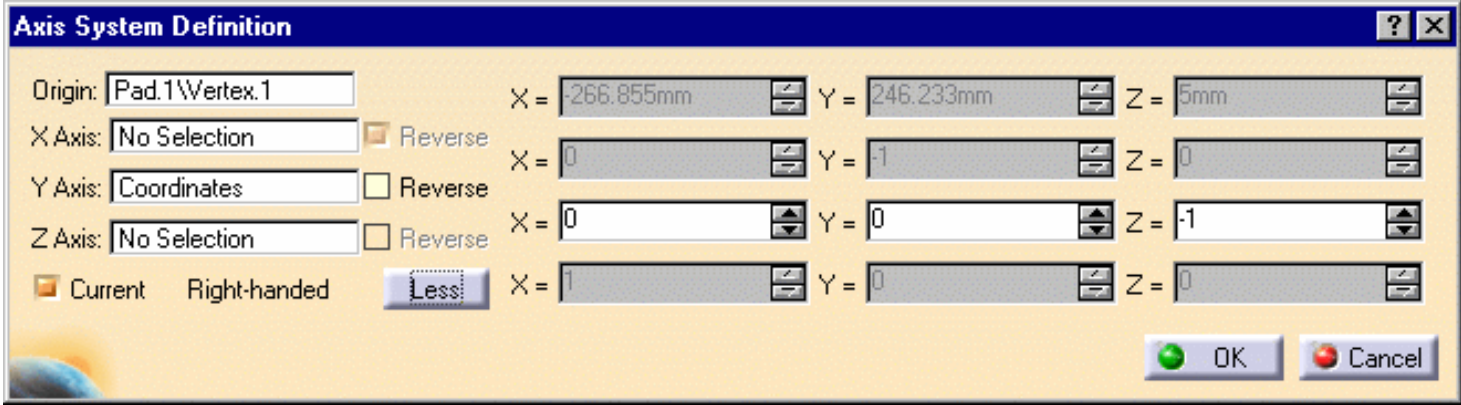 Axis System Definition ? ×
Origin: Pad.1\Vertex.1 X = -266.855mm Y = 246.233mm Z = 5mm
X Axis: No Selection Reverse X = 0 Y = -1 Z = 0
Y Axis: Coordinates Reverse X = 0 Y = 0 Z = -1
Z Axis: No Selection Reverse X = 1 Y = 0 Z = 0
Current Right-handed Less
OK Cancel